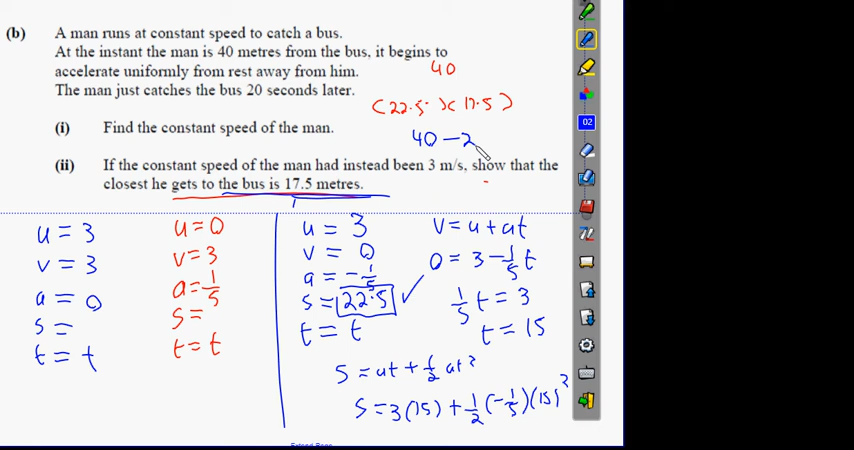 (b) A man runs at constant speed to catch a bus.
At the instant the man is 40 metres from the bus, it begins to
accelerate uniformly from rest away from him.
The man just catches the bus 20 seconds later.
40
(22.5)(17.5)
(i) Find the constant speed of the man.
40 - 2
(ii) If the constant speed of the man had instead been 3 m/s, show that the
closest he gets to the bus is 17.5 metres.
02
u = 3
v = 3
a = 0
s =
t = t
u = 0
v = 3
a = 1/5
s =
t = t
u = 3
v = 0
a = -1/5
s = 22.5 ✓
t = t
v = u + at
0 = 3 - 1/5 t
1/5 t = 3
t = 15
s = ut + 1/2 at²
s = 3(15) + 1/2 (-1/5)(15)²
Extend Page